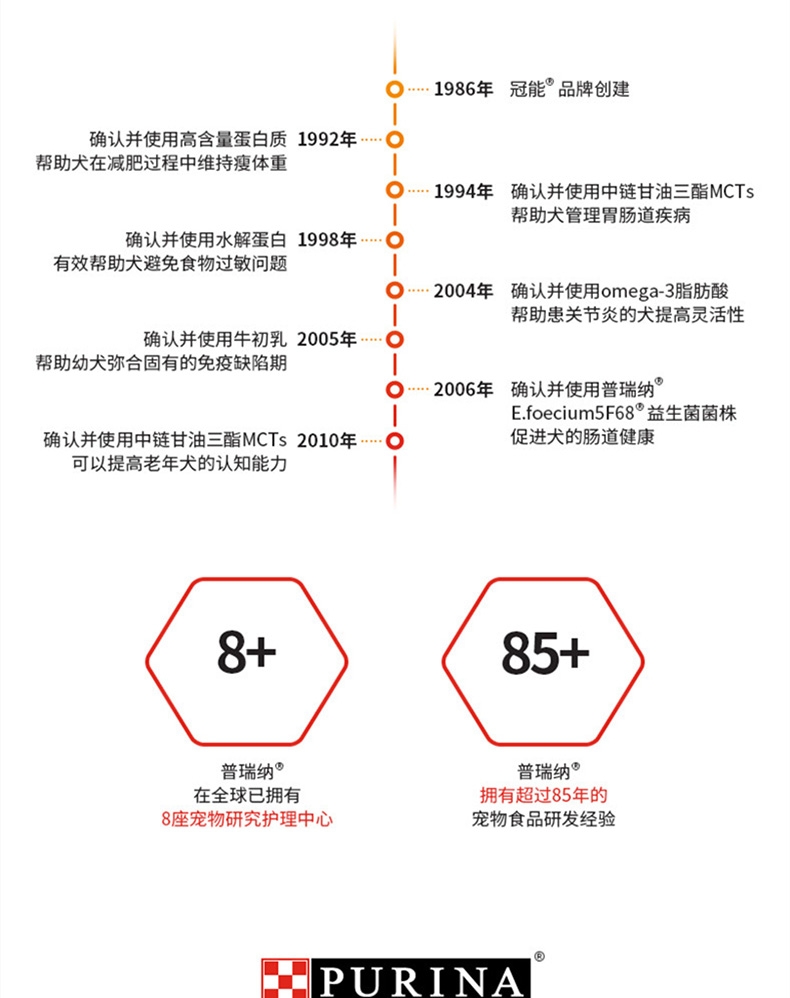 1986年 冠能® 品牌创建
确认并使用高含量蛋白质 1992年
帮助犬在减肥过程中维持瘦体重
1994年 确认并使用中链甘油三酯MCTs
帮助犬管理胃肠道疾病
确认并使用水解蛋白 1998年
有效帮助犬避免食物过敏问题
2004年 确认并使用omega-3脂肪酸
帮助患关节炎的犬提高灵活性
确认并使用牛初乳 2005年
帮助幼犬弥合固有的免疫缺陷期
2006年 确认并使用普瑞纳®
E.foecium5F68® 益生菌菌株
促进犬的肠道健康
确认并使用中链甘油三酯MCTs 2010年
可以提高老年犬的认知能力
8+
普瑞纳®
在全球已拥有
8座宠物研究护理中心
85+
普瑞纳®
拥有超过85年的
宠物食品研发经验
PURINA®